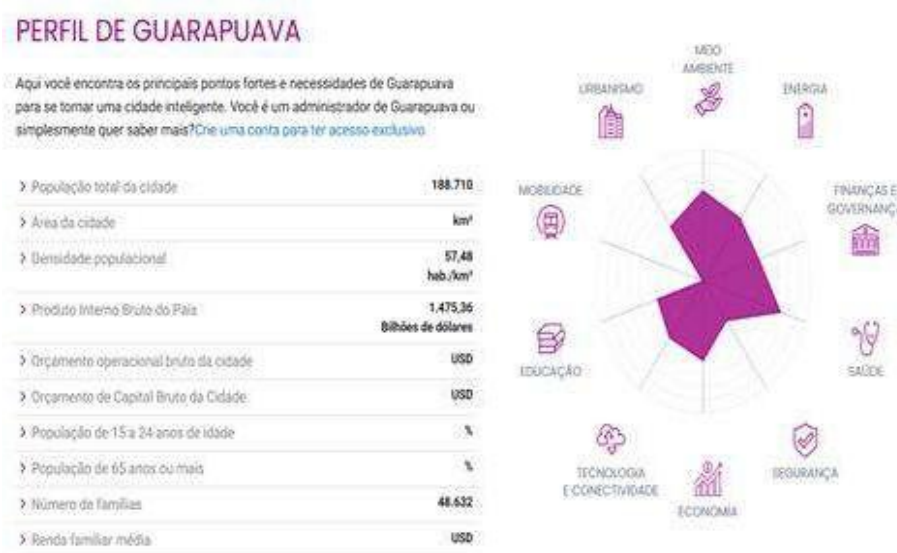 PERFIL DE GUARAPUAVA
Aqui você encontra os principais pontos fortes e necessidades de Guarapuava
para se tornar uma cidade inteligente. Você é um administrador de Guarapuava ou
simplesmente quer saber mais?Crie uma conta para ter acesso exclusivo
> População total da cidade 188.710
> Área da cidade km²
> Densidade populacional 57,48
hab./km²
> Produto Interno Bruto do País 1.475,36
Bilhões de dólares
> Orçamento operacional bruto da cidade USD
> Orçamento de Capital Bruto da Cidade USD
> População de 15 a 24 anos de idade %
> População de 65 anos ou mais %
> Número de famílias 48.632
> Renda familiar média USD
MEIO
AMBIENTE
URBANISMO
ENERGIA
MOBILIDADE
FINANÇAS E
GOVERNANÇ
EDUCAÇÃO
SAÚDE
TECNOLOGIA
E CONECTIVIDADE
SEGURANÇA
ECONOMIA